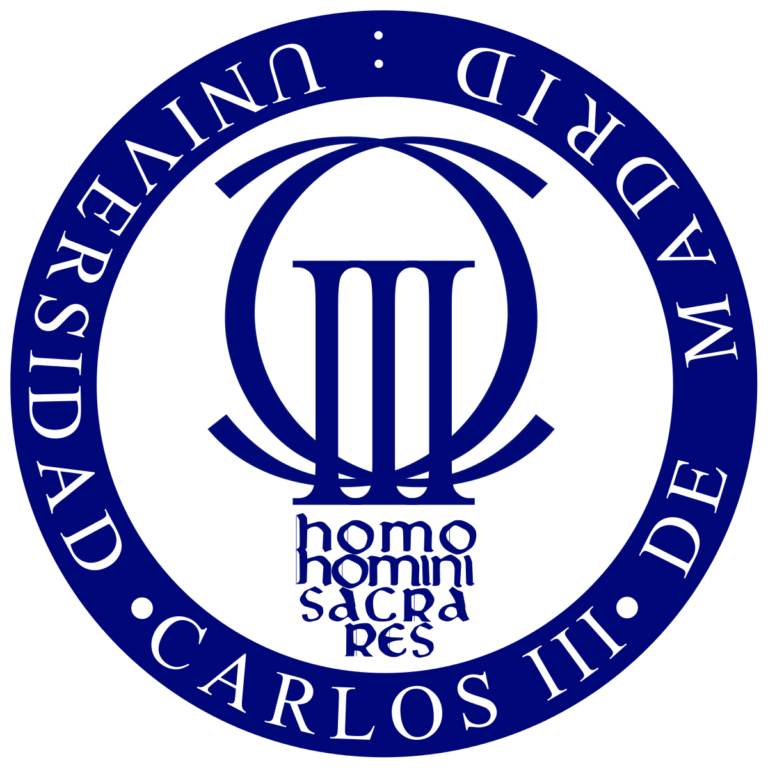 UNIVERSIDAD · CARLOS III · DE MADRID :
III
homo
homini
SACRA
RES